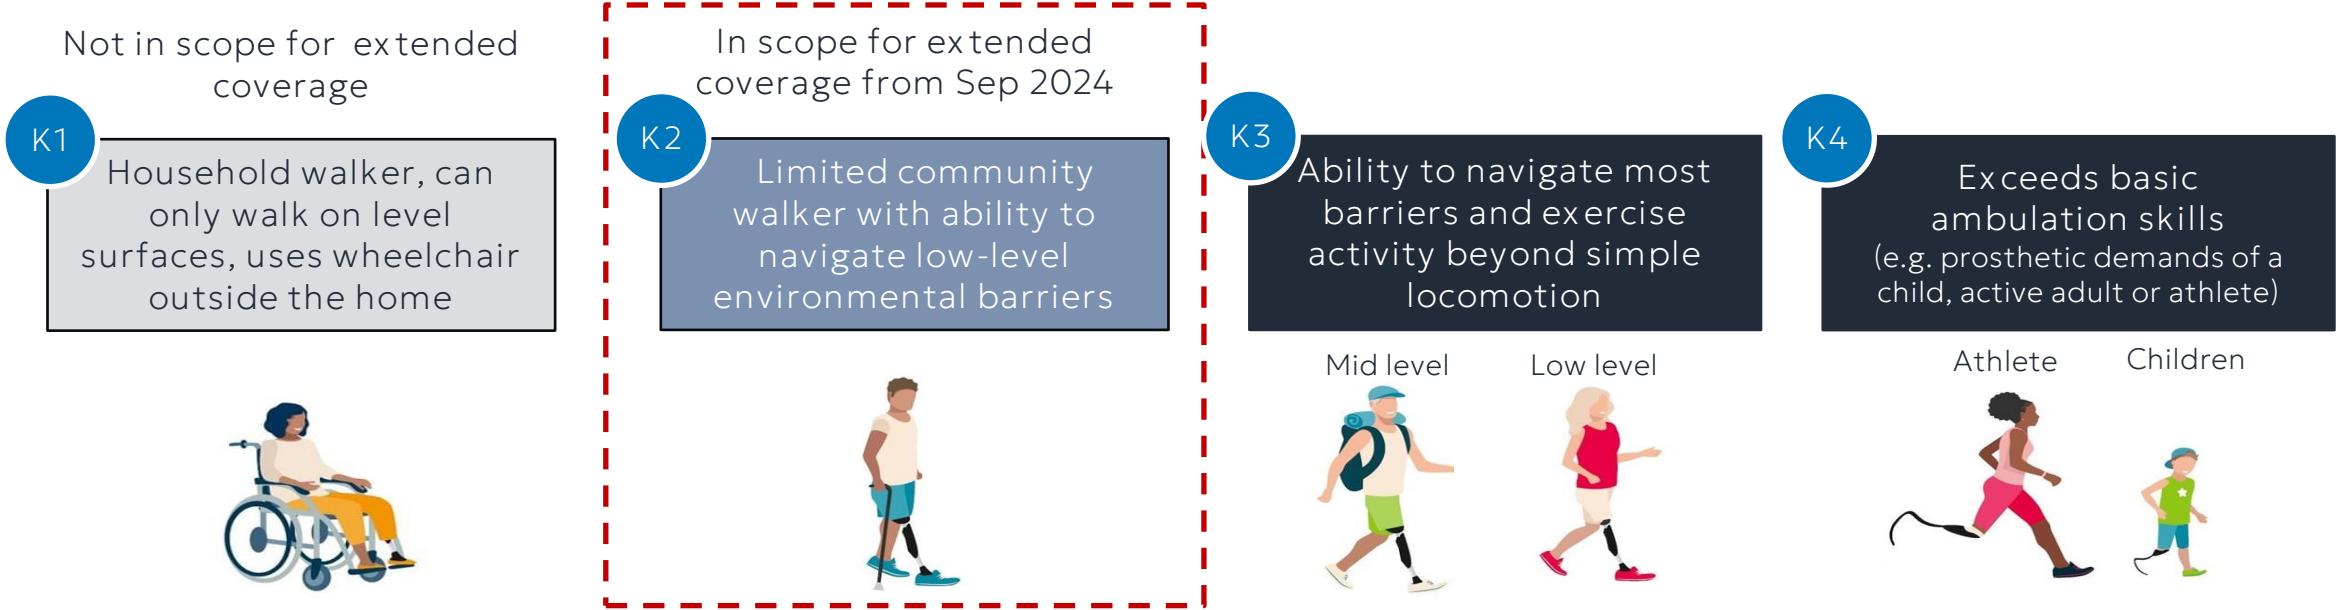 Not in scope for extended
coverage
K1
Household walker, can
only walk on level
surfaces, uses wheelchair
outside the home
In scope for extended
coverage from Sep 2024
K2
Limited community
walker with ability to
navigate low-level
environmental barriers
K3
Ability to navigate most
barriers and exercise
activity beyond simple
locomotion
Mid level
Low level
K4
Exceeds basic
ambulation skills
(e.g. prosthetic demands of a
child, active adult or athlete)
Athlete
Children